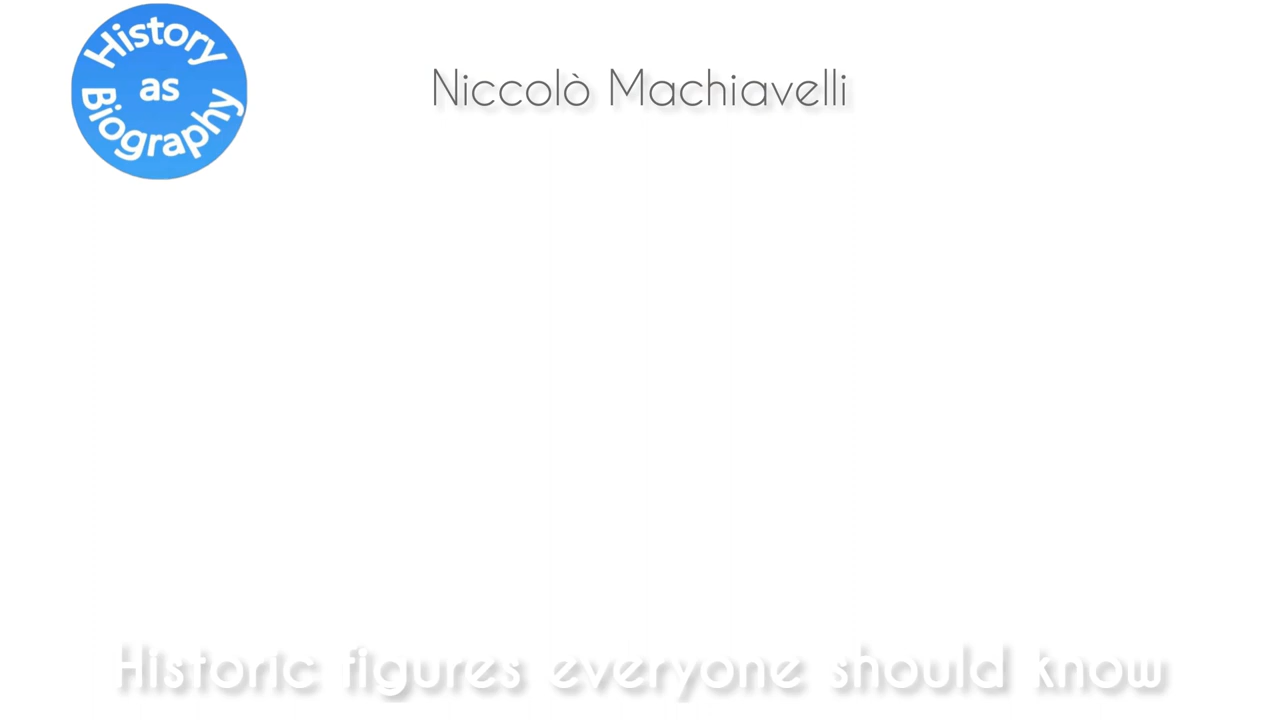 History
as
Biography
Niccolò Machiavelli
Historic figures everyone should know